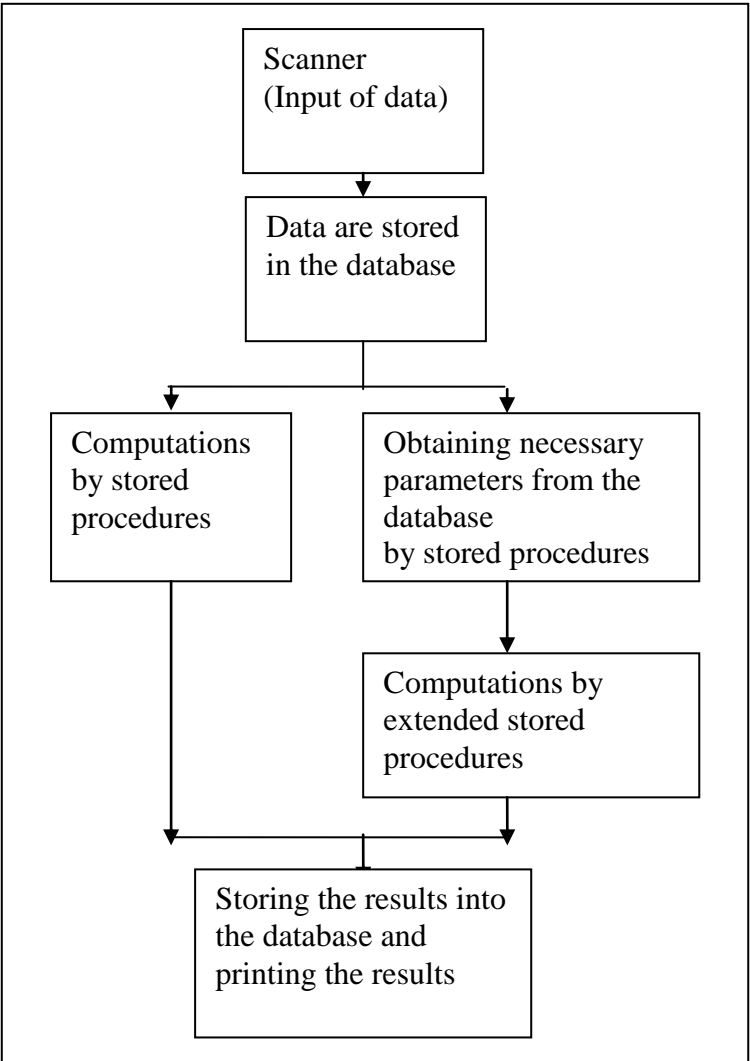 Scanner
(Input of data)
Data are stored
in the database
Computations
by stored
procedures
Obtaining necessary
parameters from the
database
by stored procedures
Computations by
extended stored
procedures
Storing the results into
the database and
printing the results